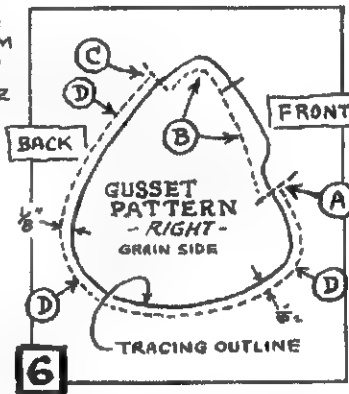 M
Z
C
D
FRONT
BACK
B
GUSSET
PATTERN
- RIGHT -
GRAIN SIDE
A
1/8"
D
D
TRACING OUTLINE
6